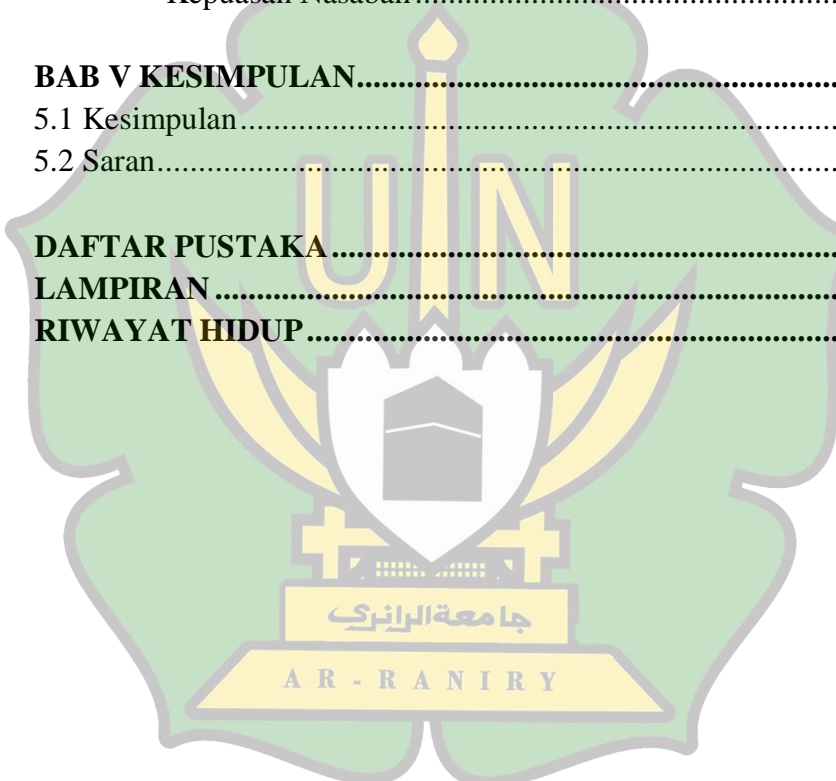 Kepuasan Nasabah........................................................
BAB V KESIMPULAN............................................................
5.1 Kesimpulan............................................................................
5.2 Saran......................................................................................
DAFTAR PUSTAKA...............................................................
LAMPIRAN.............................................................................
RIWAYAT HIDUP..................................................................
UIN
جامعة الرانري
AR-RANIRY